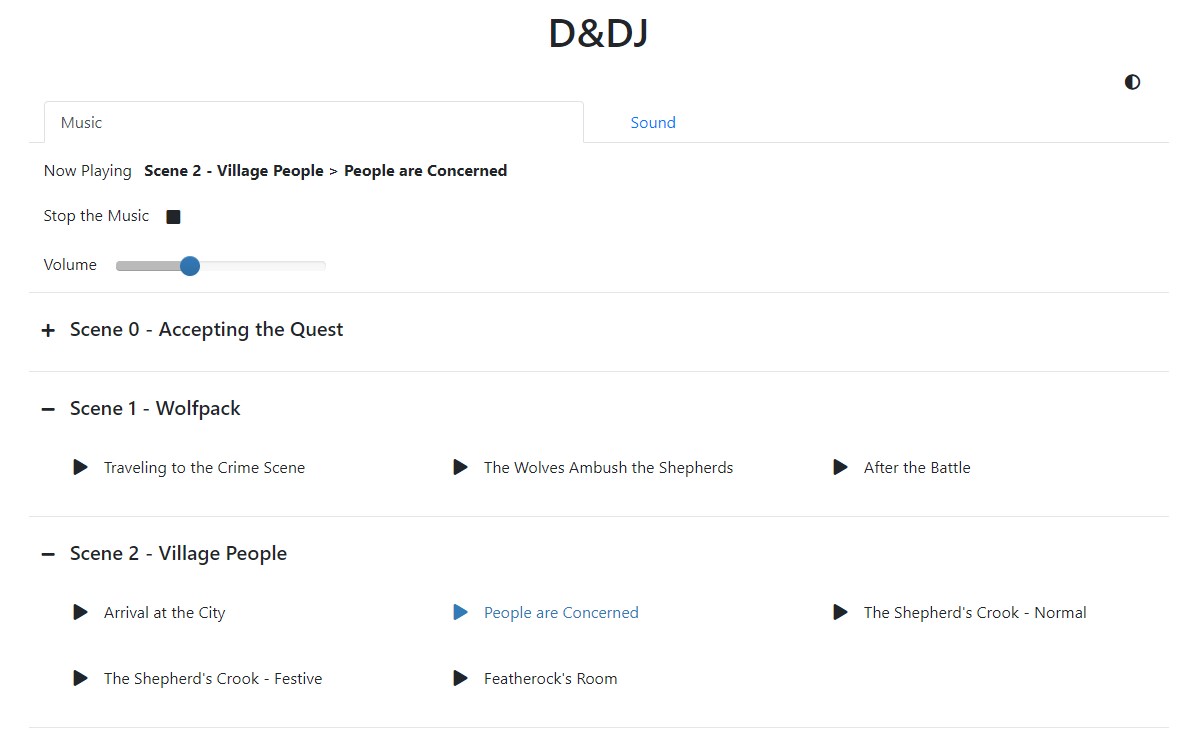 D&DJ
Music Sound
Now Playing Scene 2 - Village People > People are Concerned
Stop the Music
Volume
Scene 0 - Accepting the Quest
Scene 1 - Wolfpack
Traveling to the Crime Scene The Wolves Ambush the Shepherds After the Battle
Scene 2 - Village People
Arrival at the City People are Concerned The Shepherd's Crook - Normal
The Shepherd's Crook - Festive Featherock's Room